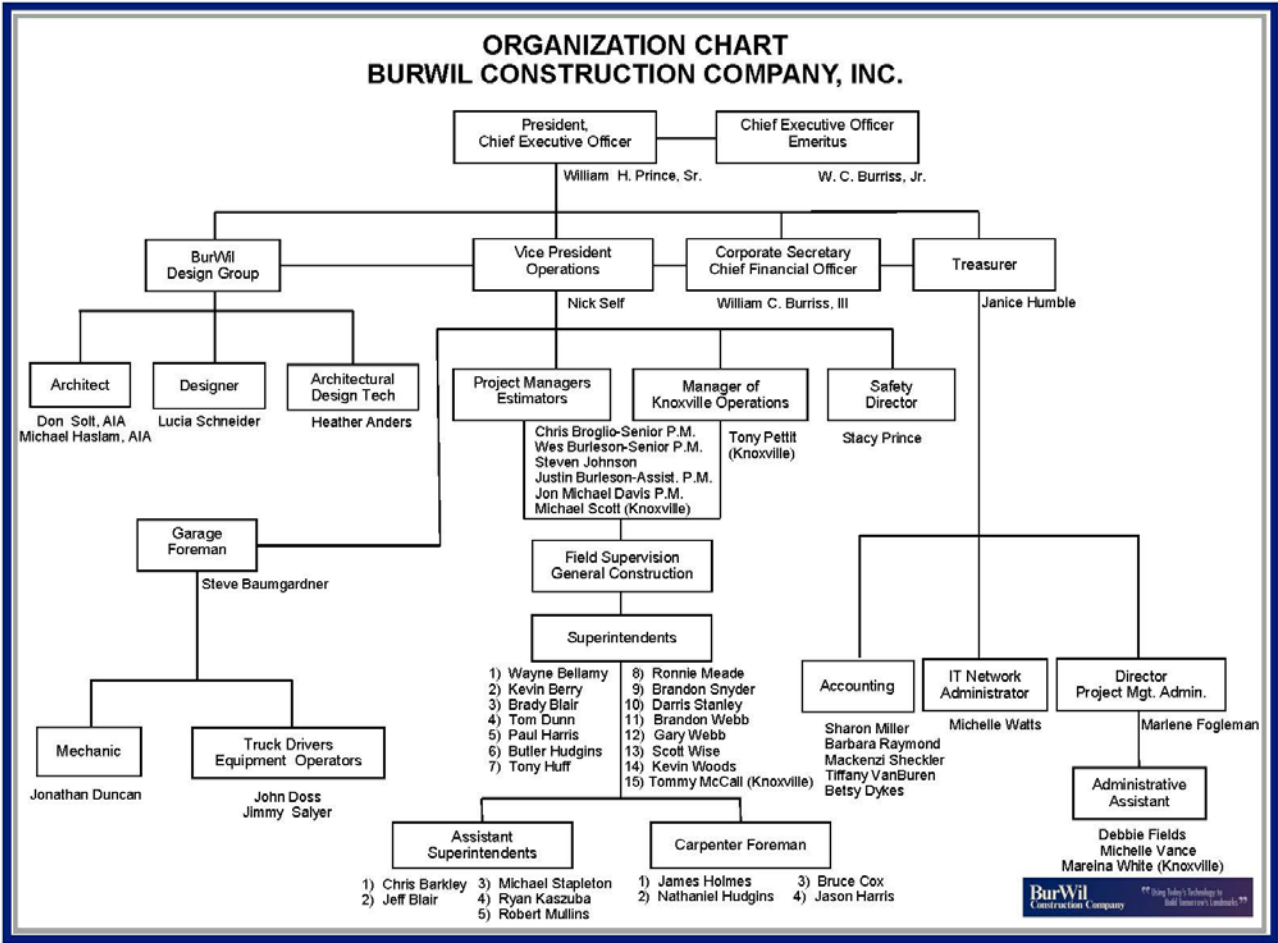 ORGANIZATION CHART
BURWIL CONSTRUCTION COMPANY, INC.
President,
Chief Executive Officer
William H. Prince, Sr.
Chief Executive Officer
Emeritus
W. C. Burriss, Jr.
BurWil
Design Group
Vice President
Operations
Nick Self
Corporate Secretary
Chief Financial Officer
William C. Burriss, III
Treasurer
Janice Humble
Architect
Don Solt, AIA
Michael Haslam, AIA
Designer
Lucia Schneider
Architectural
Design Tech
Heather Anders
Project Managers
Estimators
Chris Broglio-Senior P.M.
Wes Burleson-Senior P.M.
Steven Johnson
Justin Burleson-Assist. P.M.
Jon Michael Davis P.M.
Michael Scott (Knoxville)
Manager of
Knoxville Operations
Tony Pettit
(Knoxville)
Safety
Director
Stacy Prince
Garage
Foreman
Steve Baumgardner
Field Supervision
General Construction
Superintendents
1) Wayne Bellamy
2) Kevin Berry
3) Brady Blair
4) Tom Dunn
5) Paul Harris
6) Butler Hudgins
7) Tony Huff
8) Ronnie Meade
9) Brandon Snyder
10) Darris Stanley
11) Brandon Webb
12) Gary Webb
13) Scott Wise
14) Kevin Woods
15) Tommy McCall (Knoxville)
Accounting
Sharon Miller
Barbara Raymond
Mackenzi Sheckler
Tiffany VanBuren
Betsy Dykes
IT Network
Administrator
Michelle Watts
Director
Project Mgt. Admin.
Marlene Fogleman
Mechanic
Jonathan Duncan
Truck Drivers
Equipment Operators
John Doss
Jimmy Salyer
Administrative
Assistant
Debbie Fields
Michelle Vance
Mareina White (Knoxville)
Assistant
Superintendents
1) Chris Barkley
2) Jeff Blair
3) Michael Stapleton
4) Ryan Kaszuba
5) Robert Mullins
Carpenter Foreman
1) James Holmes
2) Nathaniel Hudgins
3) Bruce Cox
4) Jason Harris
BurWil
Construction Company
"Using Today's Technology to
Build Tomorrow's Landmarks"